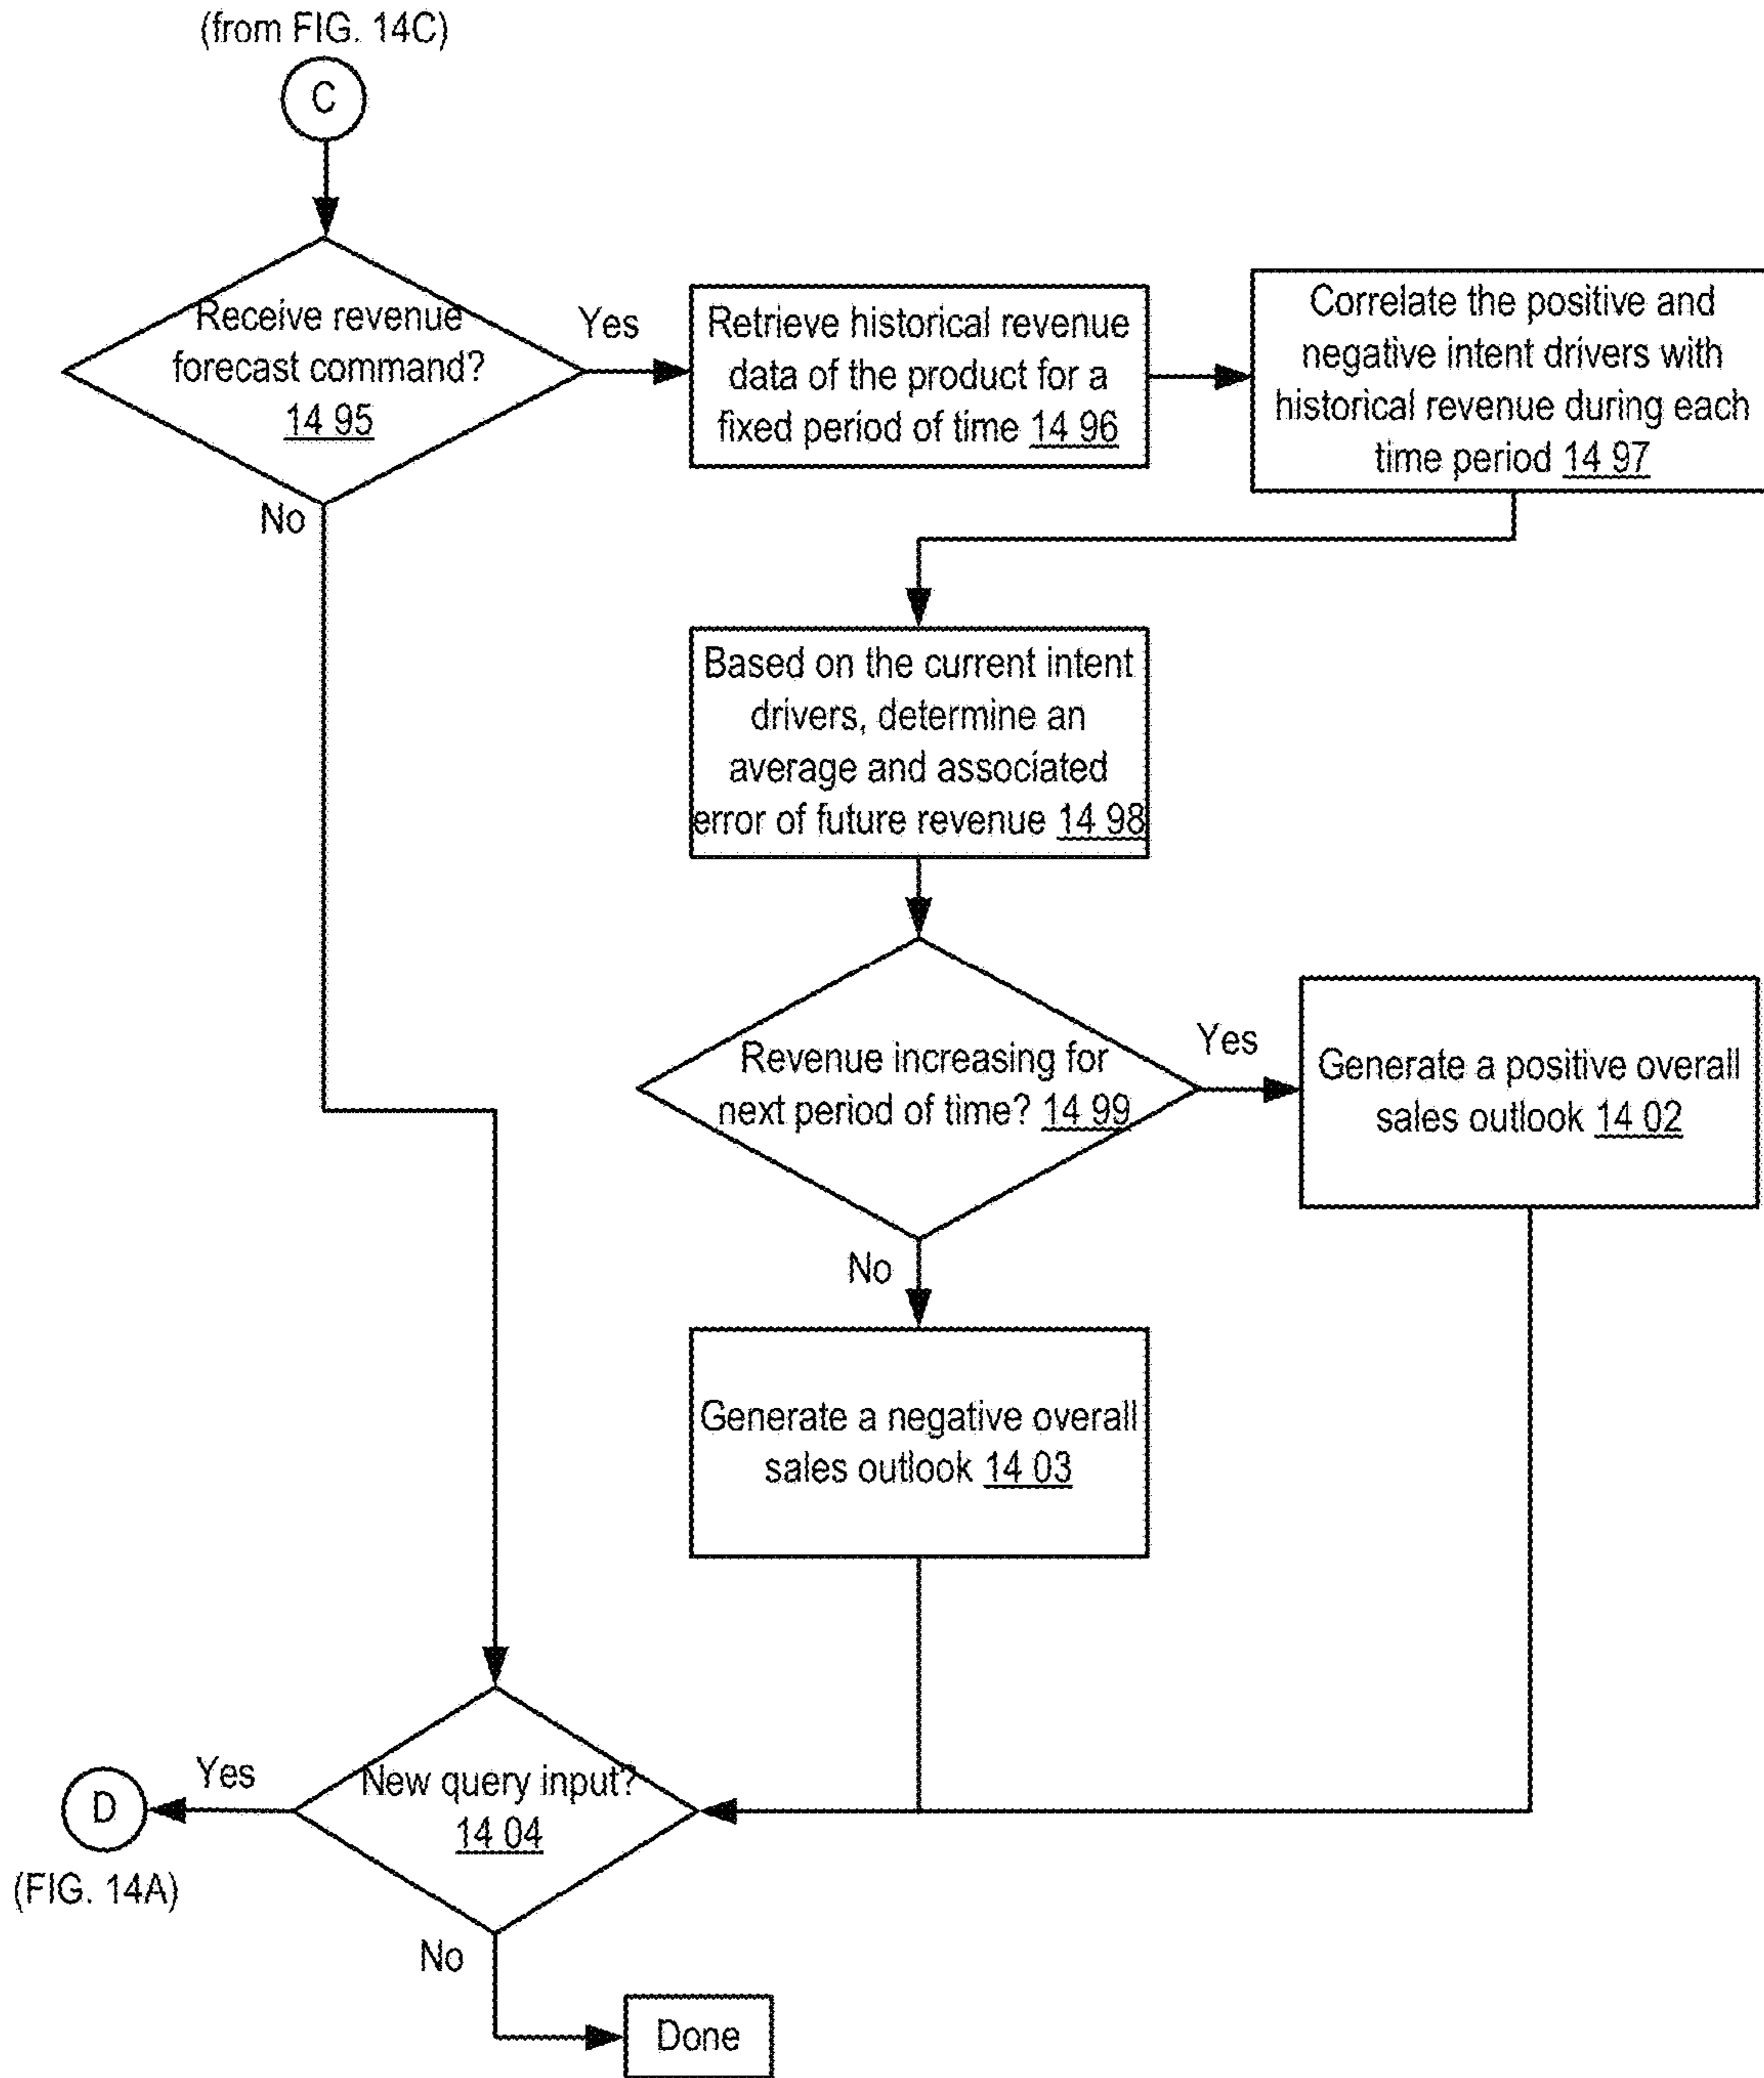 (from FIG. 14C)
C
Receive revenue
forecast command?
14 95
Yes
No
Retrieve historical revenue
data of the product for a
fixed period of time 14 96
Correlate the positive and
negative intent drivers with
historical revenue during each
time period 14 97
Based on the current intent
drivers, determine an
average and associated
error of future revenue 14 98
Revenue increasing for
next period of time? 14 99
Yes
No
Generate a positive overall
sales outlook 14 02
Generate a negative overall
sales outlook 14 03
New query input?
14 04
Yes
D
(FIG. 14A)
No
Done